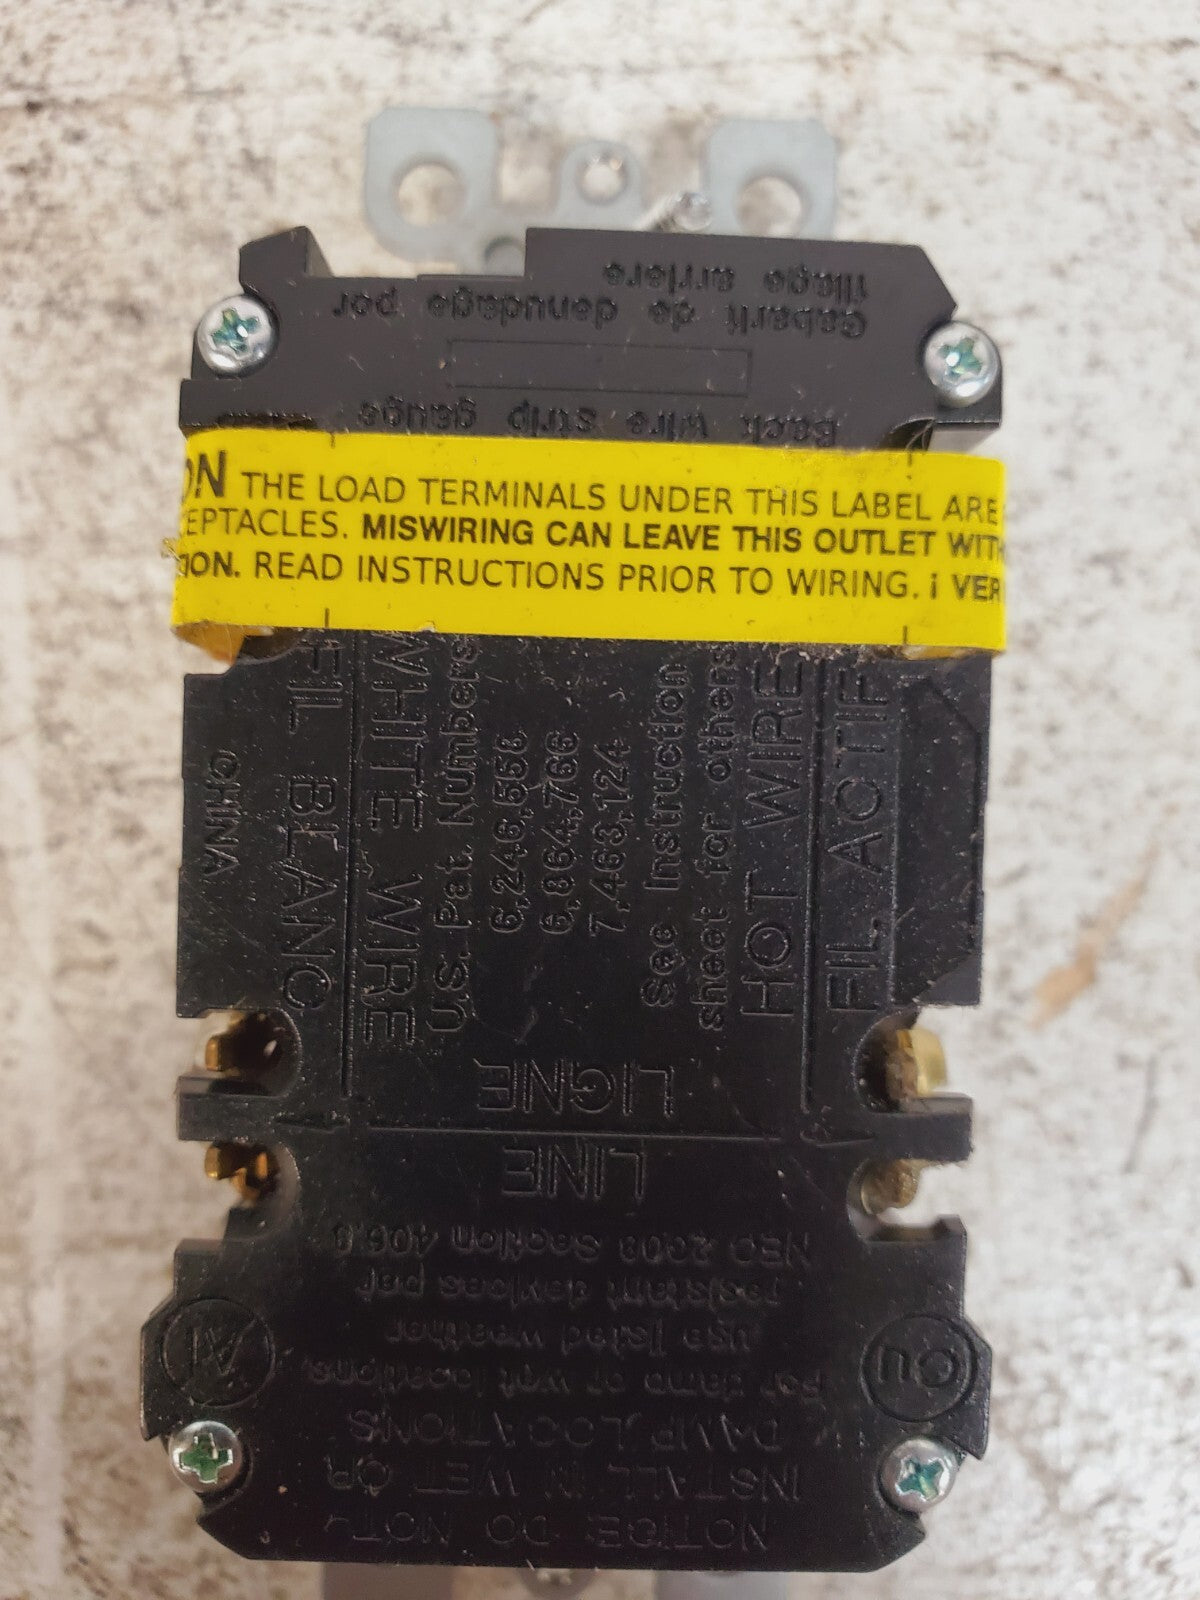 Gabarit de denudage por
filage arriere
Back wire strip gauge
ON THE LOAD TERMINALS UNDER THIS LABEL ARE
CEPTACLES. MISWIRING CAN LEAVE THIS OUTLET WITH
TION. READ INSTRUCTIONS PRIOR TO WIRING. ¡ VER
CHINA
FIL BLANC
WHITE WIRE
U.S. Pat. Numbers
6,246,558
6,864,766
7,463,124
See Instruction
sheet for others
HOT WIRE
FIL ACTIF
LIGNE
LINE
NOTICE: DO NOT
INSTALL IN WET OR
DAMP LOCATIONS
For damp or wet locations,
use listed weather
resistant devices per
NEC 2008 Section 406.8